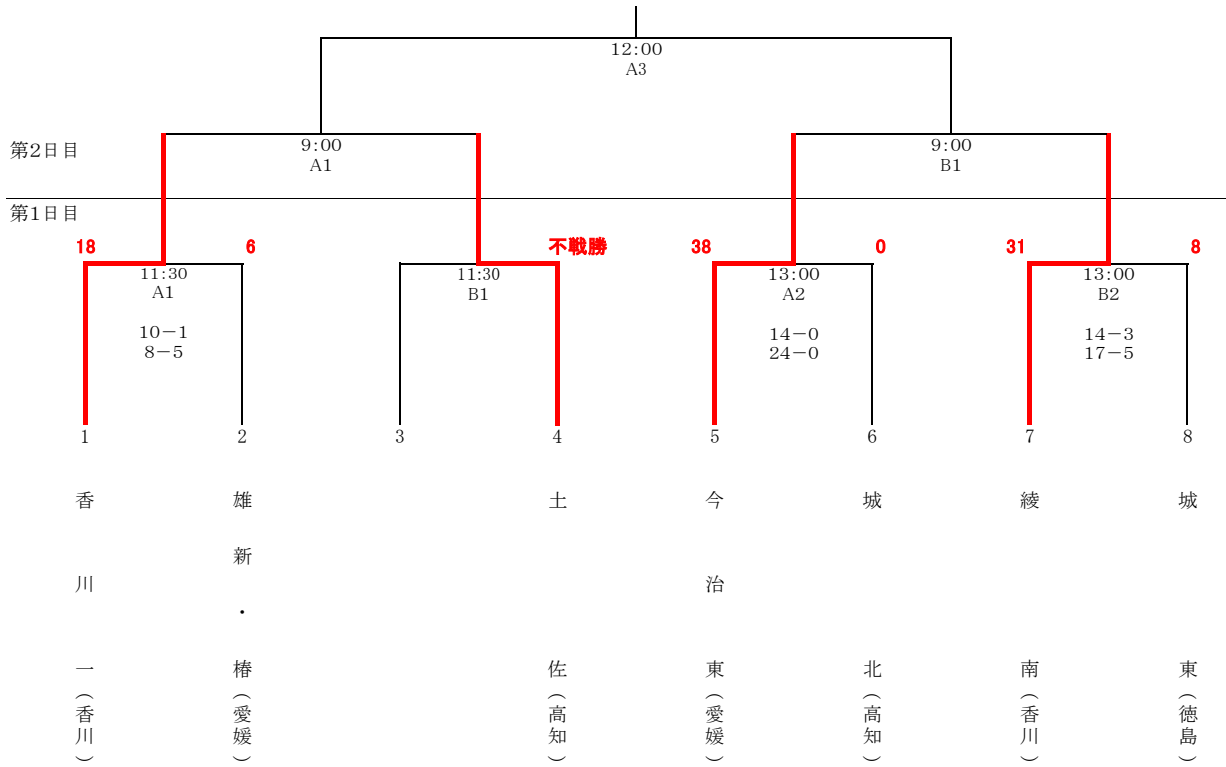 12:00
A3
第2日目
9:00
A1
9:00
B1
第1日目
18
6
不戦勝
38
0
31
8
11:30
A1
11:30
B1
13:00
A2
13:00
B2
10-1
8-5
14-0
24-0
14-3
17-5
1
2
3
4
5
6
7
8
香川一(香川)
雄新・椿(愛媛)
土佐(高知)
今治東(愛媛)
城北(高知)
綾南(香川)
城東(徳島)